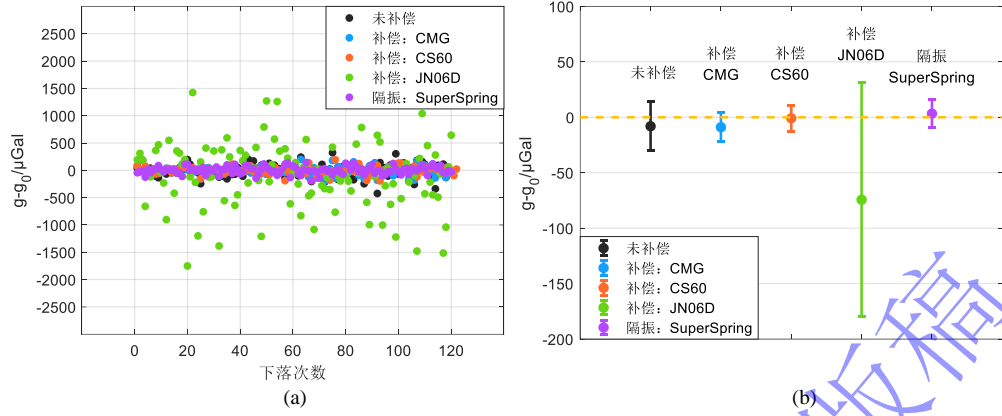 3000
2500
2000
1500
1000
500
0
-500
-1000
-1500
-2000
-2500
g-g₀/μGal
未补偿
补偿：CMG
补偿：CS60
补偿：JN06D
隔振：SuperSpring
0 20 40 60 80 100 120
下落次数
(a)
100
50
0
-50
-100
-150
-200
g-g₀/μGal
未补偿
补偿
CMG
补偿
CS60
补偿
JN06D
隔振
SuperSpring
未补偿
补偿：CMG
补偿：CS60
补偿：JN06D
隔振：SuperSpring
(b)
版稿